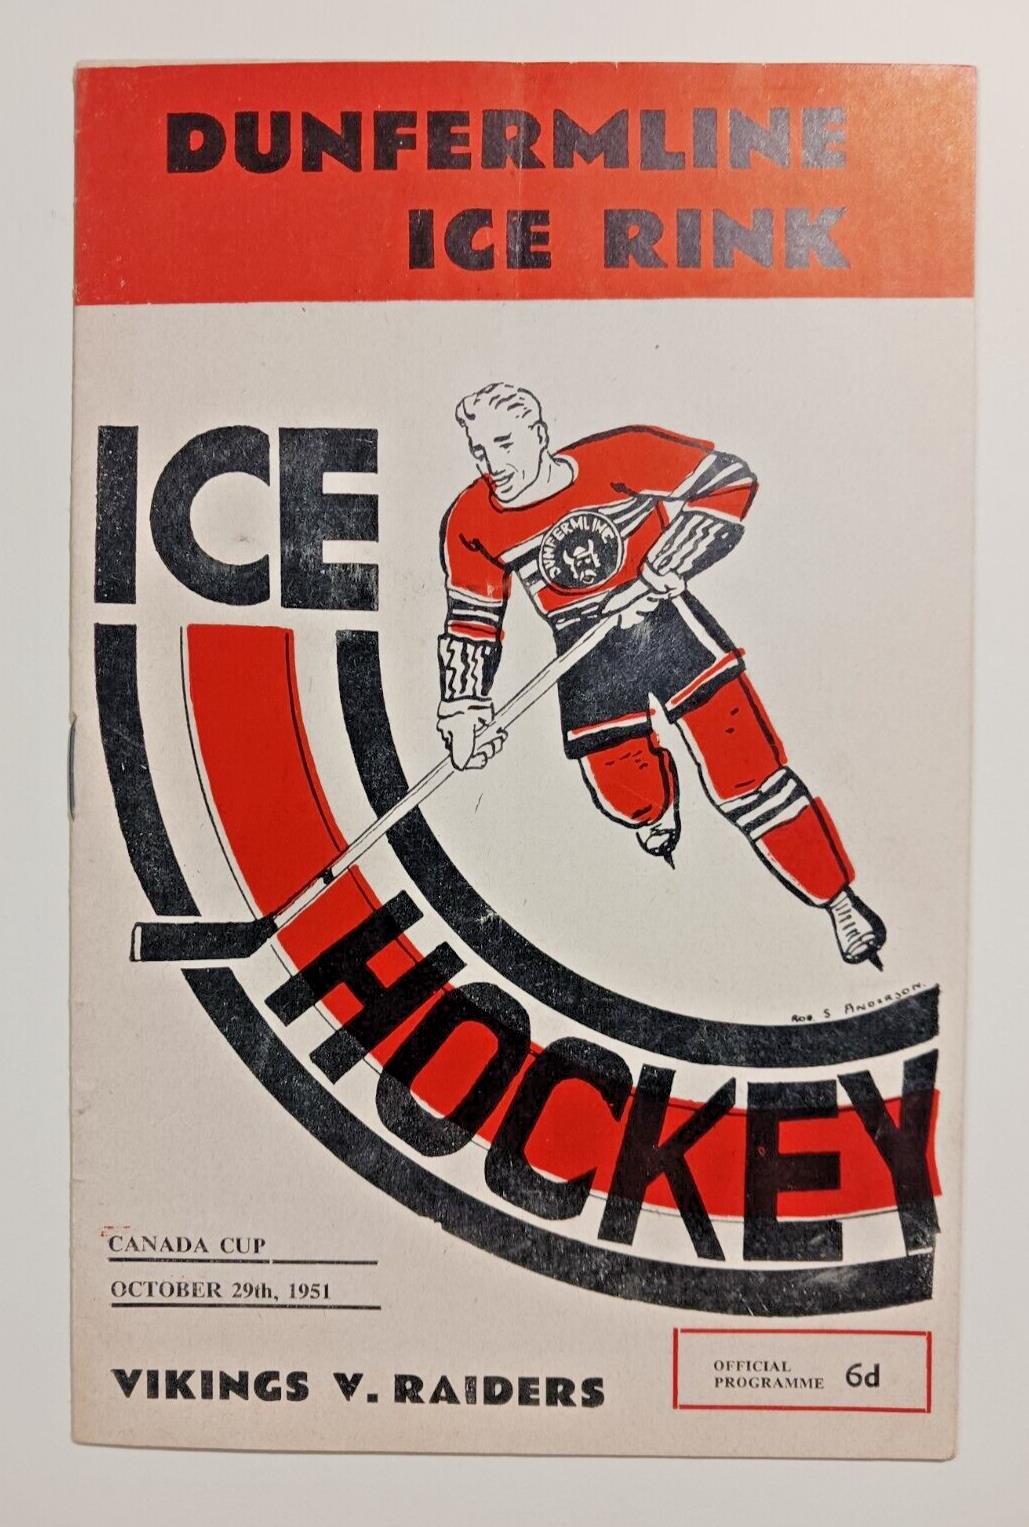 DUNFERMLINE
ICE RINK
ICE
DUNFERMLINE
HOCKEY
ROB. S ANDERSON.
CANADA CUP
OCTOBER 29th, 1951
VIKINGS V. RAIDERS
OFFICIAL
PROGRAMME 6d